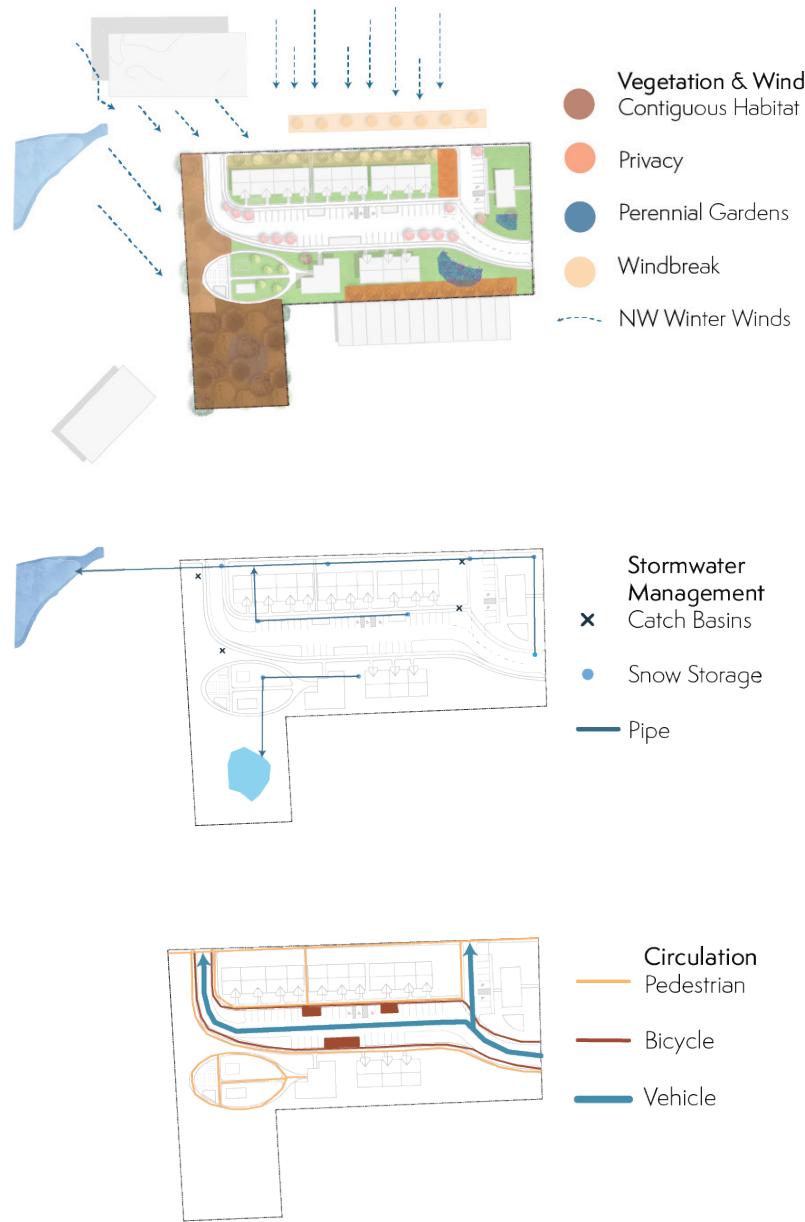 Vegetation & Wind
Contiguous Habitat
Privacy
Perennial Gardens
Windbreak
NW Winter Winds
Stormwater
Management
Catch Basins
Snow Storage
Pipe
Circulation
Pedestrian
Bicycle
Vehicle